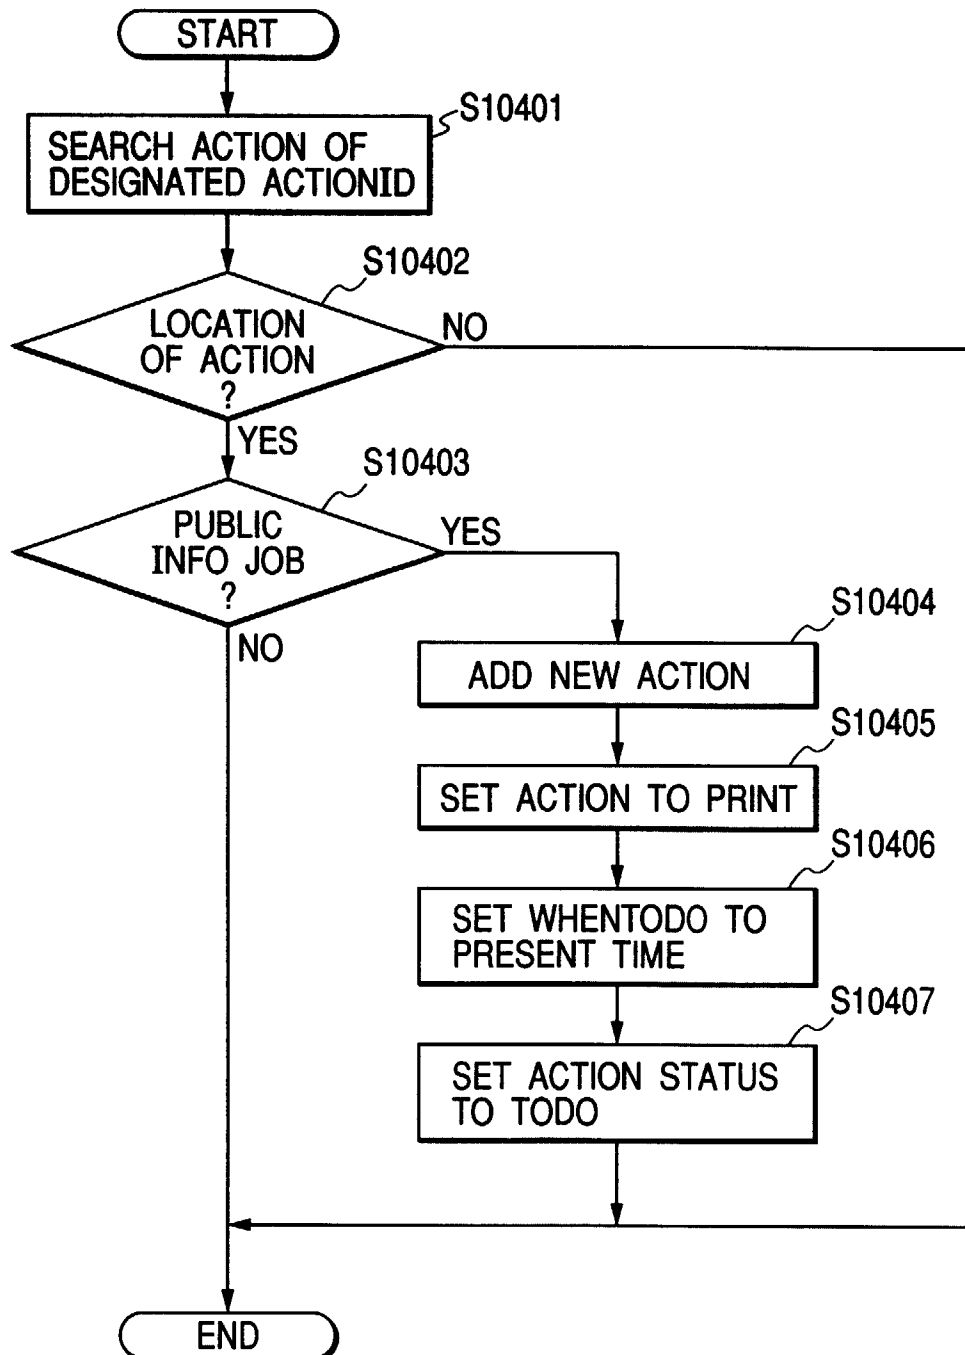 START
S10401
SEARCH ACTION OF
DESIGNATED ACTIONID
S10402
LOCATION
OF ACTION
?
NO
YES
S10403
PUBLIC
INFO JOB
?
YES
NO
S10404
ADD NEW ACTION
S10405
SET ACTION TO PRINT
S10406
SET WHENTODO TO
PRESENT TIME
S10407
SET ACTION STATUS
TO TODO
END